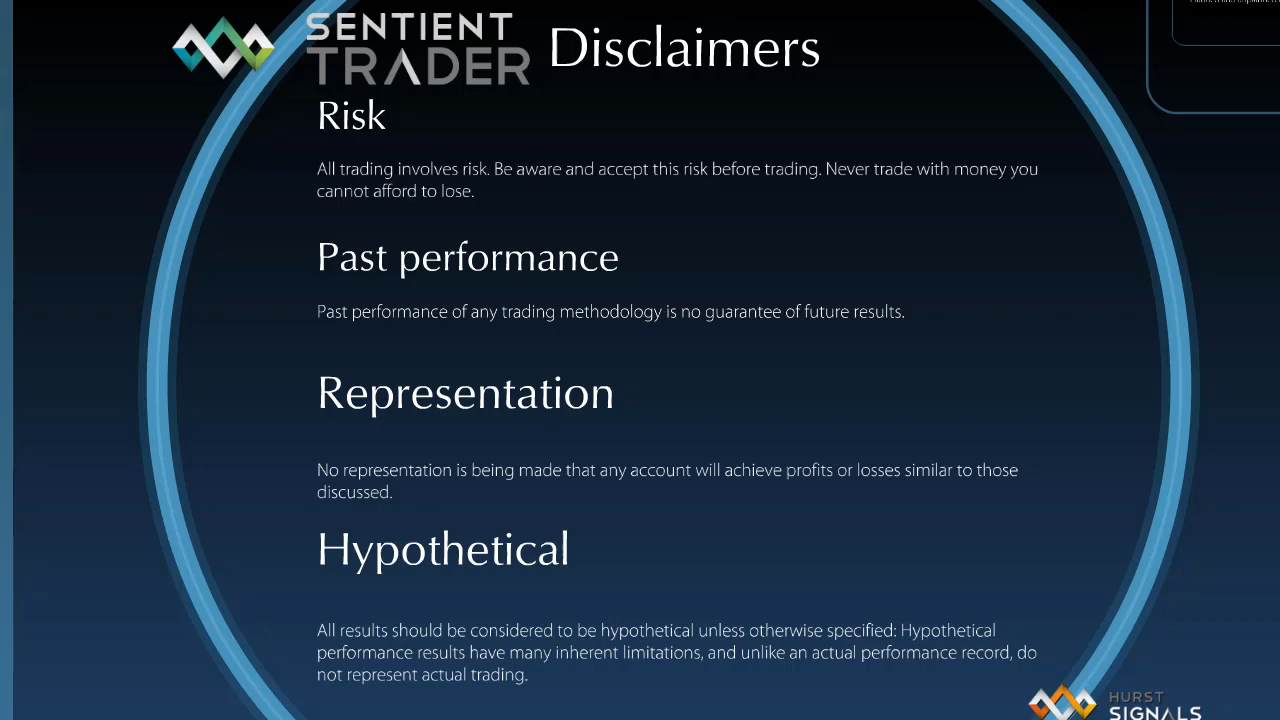 SENTIENT
TRADER
Disclaimers
Risk
All trading involves risk. Be aware and accept this risk before trading. Never trade with money you
cannot afford to lose.
Past performance
Past performance of any trading methodology is no guarantee of future results.
Representation
No representation is being made that any account will achieve profits or losses similar to those
discussed.
Hypothetical
All results should be considered to be hypothetical unless otherwise specified: Hypothetical
performance results have many inherent limitations, and unlike an actual performance record, do
not represent actual trading.
HURST
SIGNALS